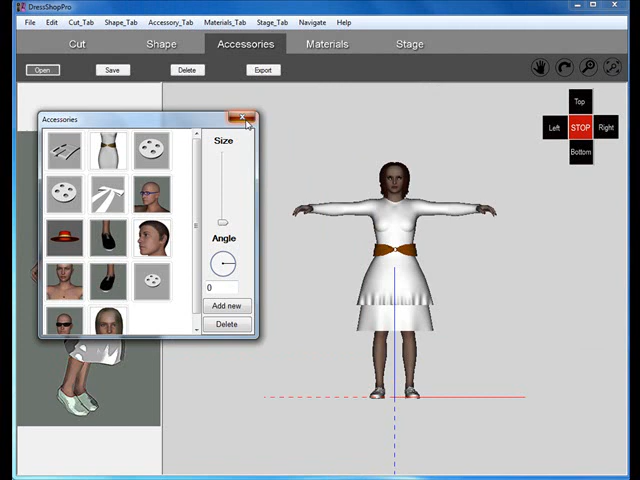 DressShopPro
File Edit Cut_Tab Shape_Tab Accessory_Tab Materials_Tab Stage_Tab Navigate Help
Cut Shape Accessories Materials Stage
Open Save Delete Export
Top
Left STOP Right
Bottom
Accessories
Size
Angle
0
Add new
Delete